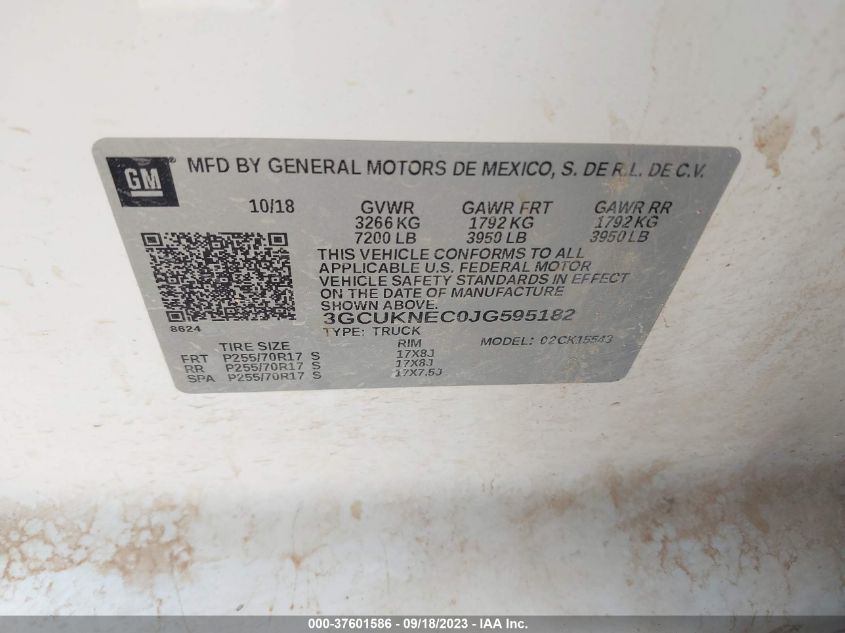 GM ® MFD BY GENERAL MOTORS DE MEXICO, S. DE R.L. DE C.V.
10/18 GVWR GAWR FRT GAWR RR
3266 KG 1792 KG 1792 KG
7200 LB 3950 LB 3950 LB
THIS VEHICLE CONFORMS TO ALL
APPLICABLE U.S. FEDERAL MOTOR
VEHICLE SAFETY STANDARDS IN EFFECT
ON THE DATE OF MANUFACTURE
SHOWN ABOVE.
3GCUKNEC0JG595182
8624
TYPE: TRUCK MODEL: 02CK15543
TIRE SIZE RIM
FRT P255/70R17 S 17X8J
RR P255/70R17 S 17X8J
SPA P255/70R17 S 17X7.5J
000-37601586 - 09/18/2023 - IAA Inc.